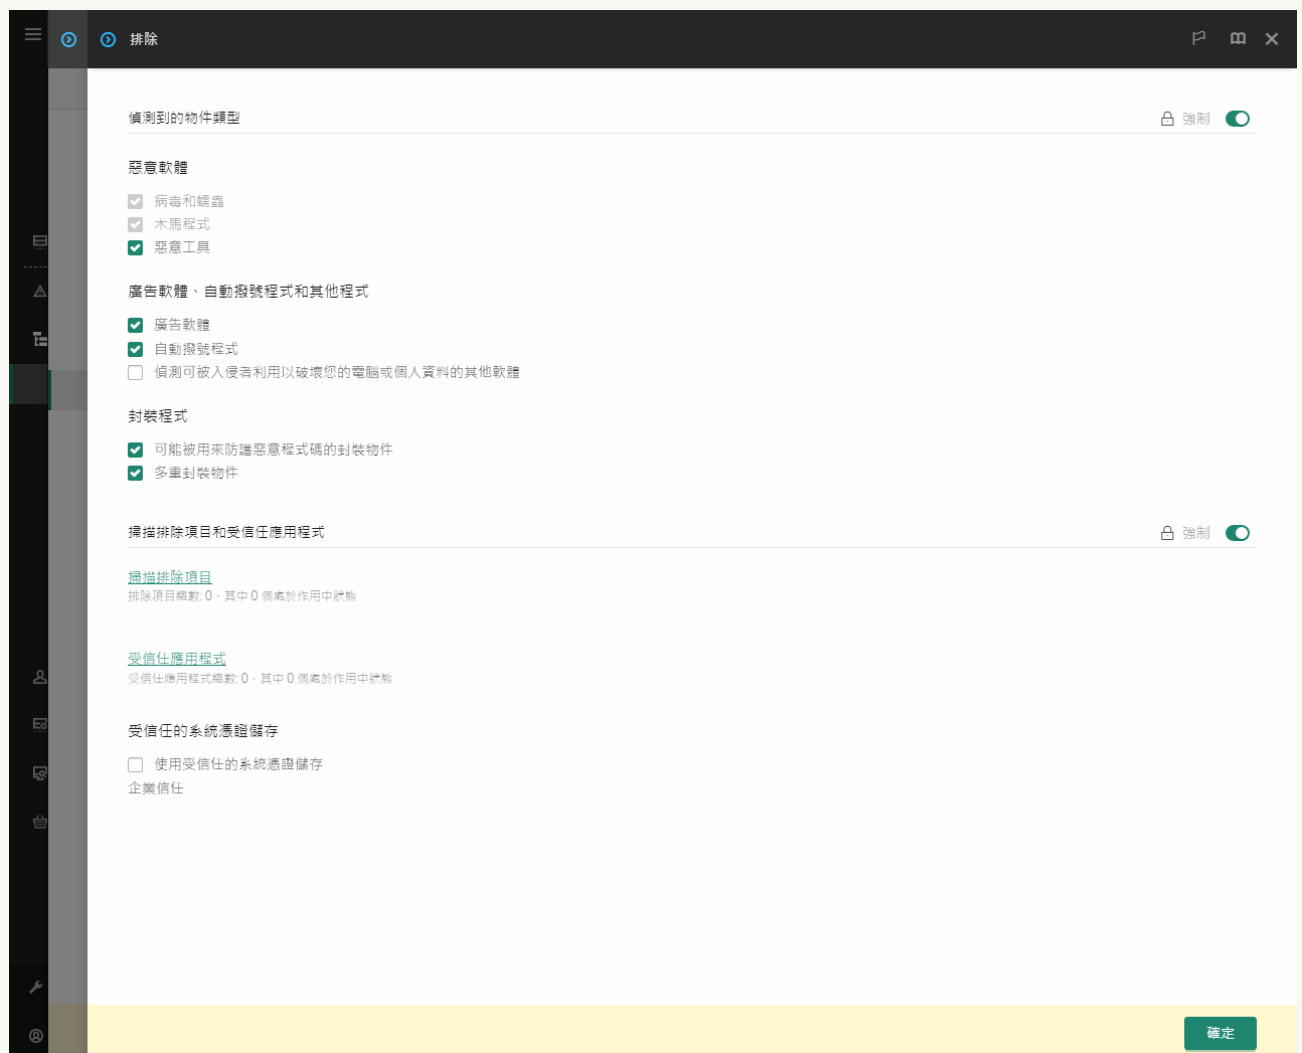 排除
偵測到的物件類型
強制
惡意軟體
病毒和蠕蟲
木馬程式
惡意工具
廣告軟體、自動撥號程式和其他程式
廣告軟體
自動撥號程式
偵測可被入侵者利用以破壞您的電腦或個人資料的其他軟體
封裝程式
可能被用來防護惡意程式碼的封裝物件
多重封裝物件
掃描排除項目和受信任應用程式
強制
掃描排除項目
排除項目總數: 0，其中 0 個處於作用中狀態
受信任應用程式
受信任應用程式總數: 0，其中 0 個處於作用中狀態
受信任的系統憑證儲存
使用受信任的系統憑證儲存
企業信任
確定